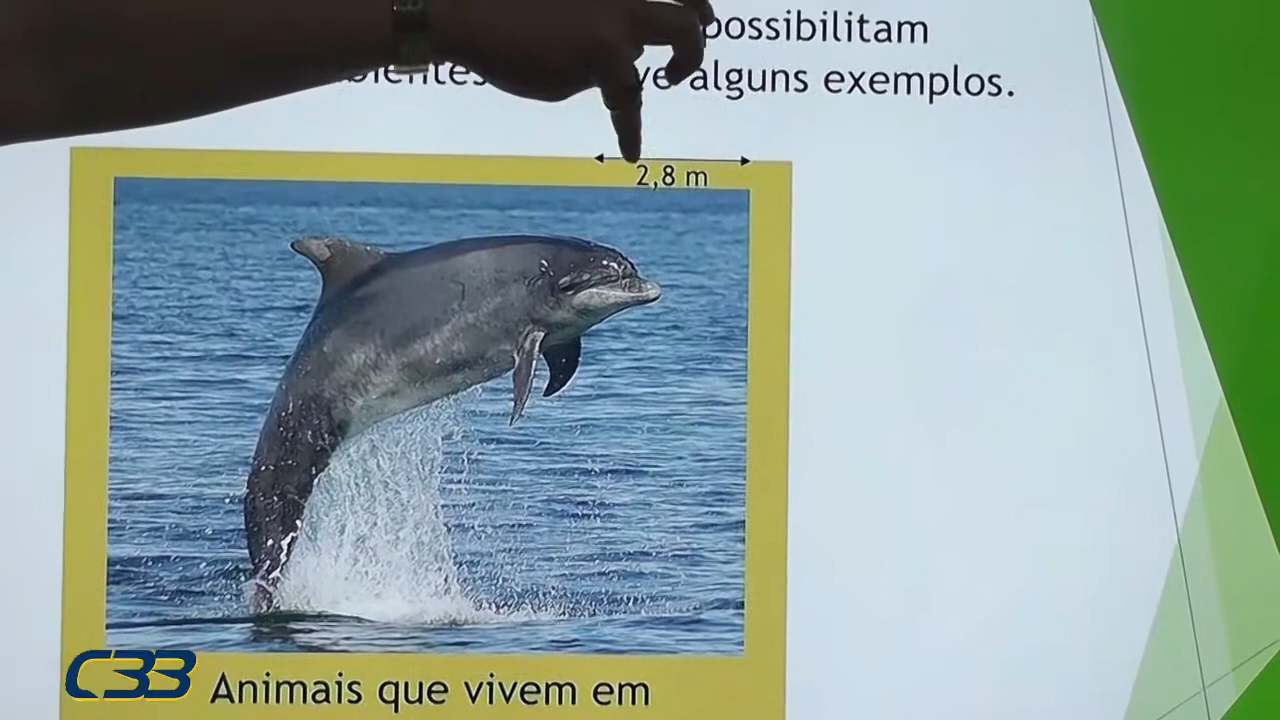 possibilitam
alguns exemplos.
2,8 m
C33
Animais que vivem em